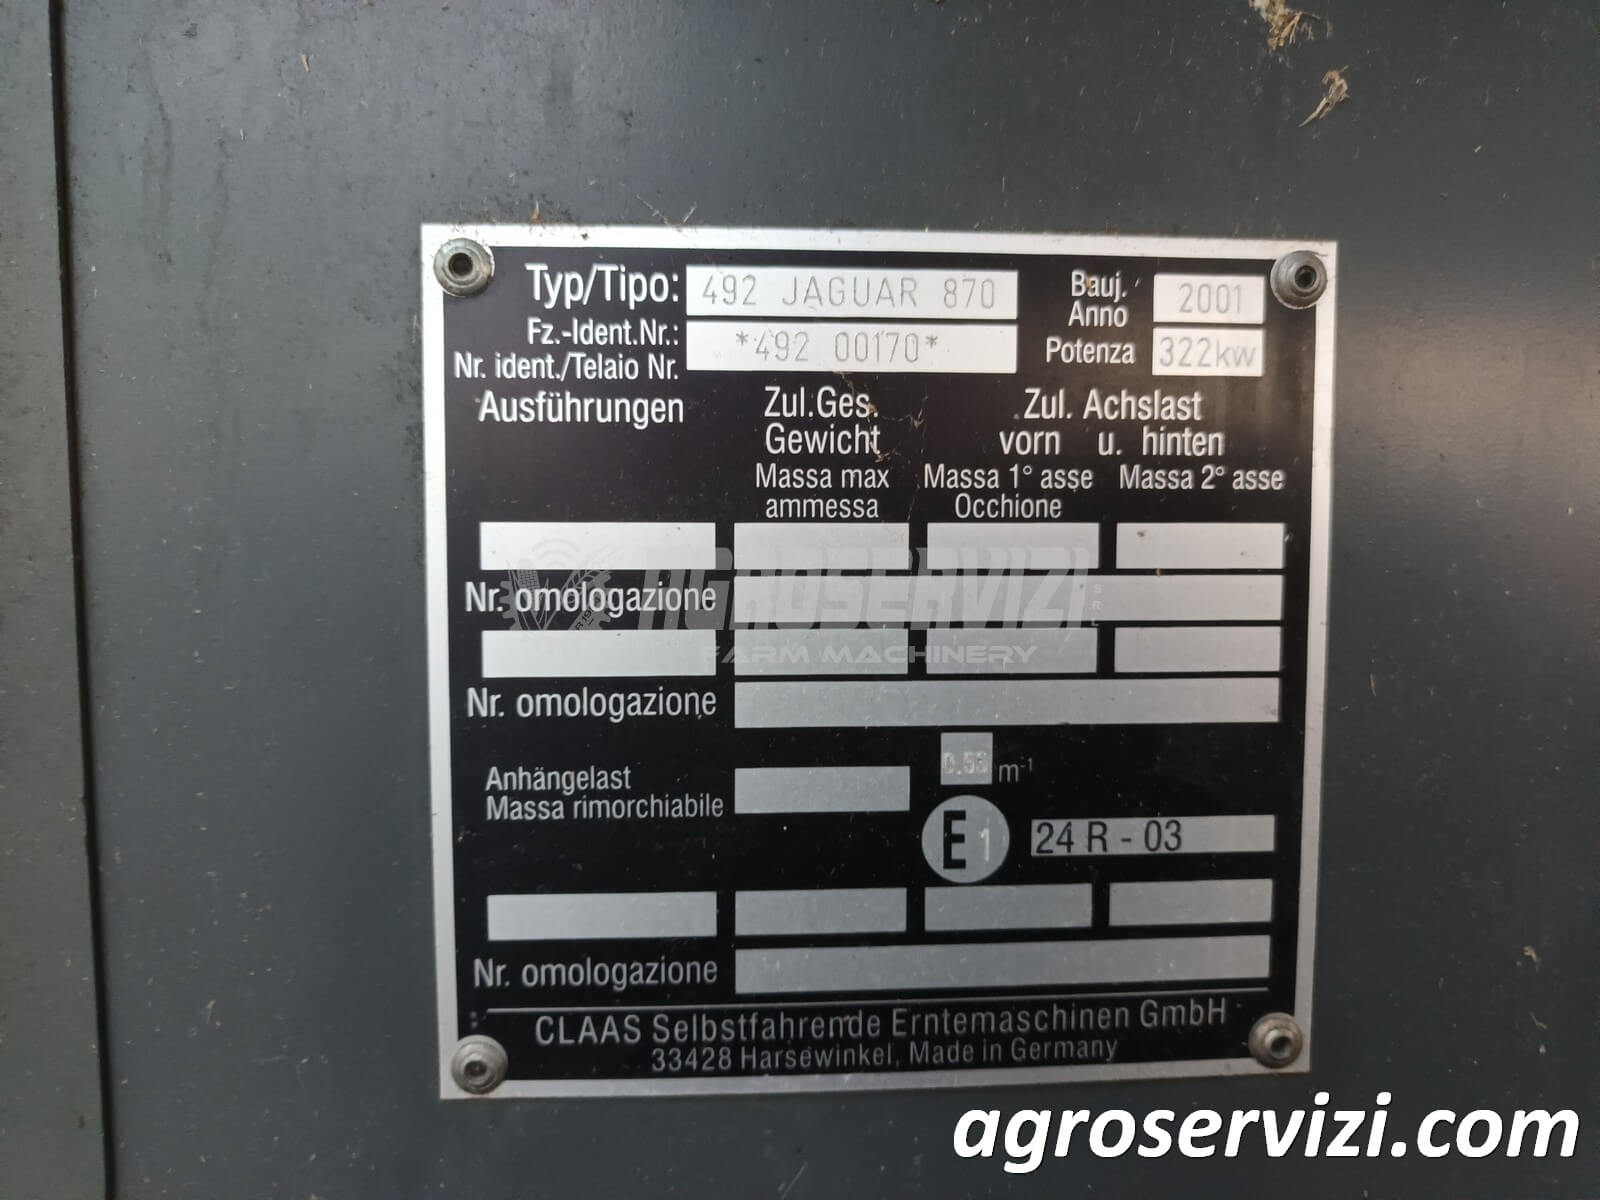 Typ/Tipo: 492 JAGUAR 870 Bauj. Anno 2001
Fz.-Ident.Nr.: Nr. ident./Telaio Nr. *492 00170* Potenza 322kw
Ausführungen
Zul.Ges. Gewicht
Zul. Achslast
vorn u. hinten
Massa max ammessa
Massa 1° asse Occhione
Massa 2° asse
AGROSERVIZI SRL
Nr. omologazione
FARM MACHINERY
Nr. omologazione
Anhängelast
Massa rimorchiabile
m-1
E1 24 R - 03
Nr. omologazione
CLAAS Selbstfahrende Erntemaschinen GmbH
33428 Harsewinkel, Made in Germany
agroservizi.com